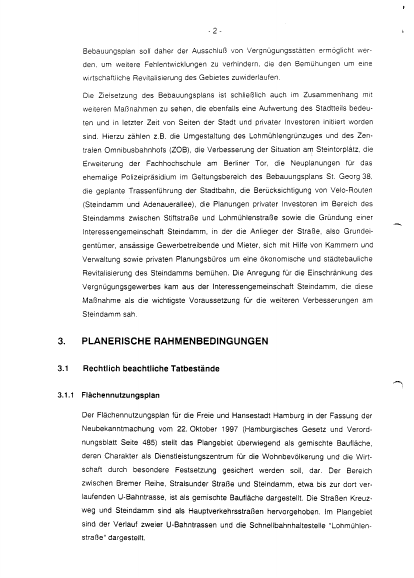 - 2 -
Bebauungsplan soll daher der Ausschluß von Vergnügungsstätten ermöglicht wer-
den, um weitere Fehlentwicklungen zu verhindern, die den Bemühungen um eine
wirtschaftliche Revitalisierung des Gebietes zuwiderlaufen.
Die Zielsetzung des Bebauungsplans ist schließlich auch im Zusammenhang mit
weiteren Maßnahmen zu sehen, die ebenfalls eine Aufwertung des Stadtteils bedeu-
ten und in letzter Zeit von Seiten der Stadt und privater Investoren initiiert worden
sind. Hierzu zählen z.B. die Umgestaltung des Lohmühlengrünzuges und des Zen-
tralen Omnibusbahnhofs (ZOB), die Verbesserung der Situation am Steintorplatz, die
Erweiterung der Fachhochschule am Berliner Tor, die Neuplanungen für das
ehemalige Polizeipräsidium im Geltungsbereich des Bebauungsplans St. Georg 38,
die geplante Trassenführung der Stadtbahn, die Berücksichtigung von Velo-Routen
(Steindamm und Adenauerallee), die Planungen privater Investoren im Bereich des
Steindamms zwischen Stiftstraße und Lohmühlenstraße sowie die Gründung einer
Interessengemeinschaft Steindamm, in der die Anlieger der Straße, also Grundei-
gentümer, ansässige Gewerbetreibende und Mieter, sich mit Hilfe von Kammern und
Verwaltung sowie privaten Planungsbüros um eine ökonomische und städtebauliche
Revitalisierung des Steindamms bemühen. Die Anregung für die Einschränkung des
Vergnügungsgewerbes kam aus der Interessengemeinschaft Steindamm, die diese
Maßnahme als die wichtigste Voraussetzung für die weiteren Verbesserungen am
Steindamm sah.
3. PLANERISCHE RAHMENBEDINGUNGEN
3.1 Rechtlich beachtliche Tatbestände
3.1.1 Flächennutzungsplan
Der Flächennutzungsplan für die Freie und Hansestadt Hamburg in der Fassung der
Neubekanntmachung vom 22. Oktober 1997 (Hamburgisches Gesetz und Verord-
nungsblatt Seite 485) stellt das Plangebiet überwiegend als gemischte Baufläche,
deren Charakter als Dienstleistungszentrum für die Wohnbevölkerung und die Wirt-
schaft durch besondere Festsetzung gesichert werden soll, dar. Der Bereich
zwischen Bremer Reihe, Stralsunder Straße und Steindamm, etwa bis zur dort ver-
laufenden U-Bahntrasse, ist als gemischte Baufläche dargestellt. Die Straßen Kreuz-
weg und Steindamm sind als Hauptverkehrsstraßen hervorgehoben. Im Plangebiet
sind der Verlauf zweier U-Bahntrassen und die Schnellbahnhaltestelle "Lohmühlen-
straße" dargestellt.